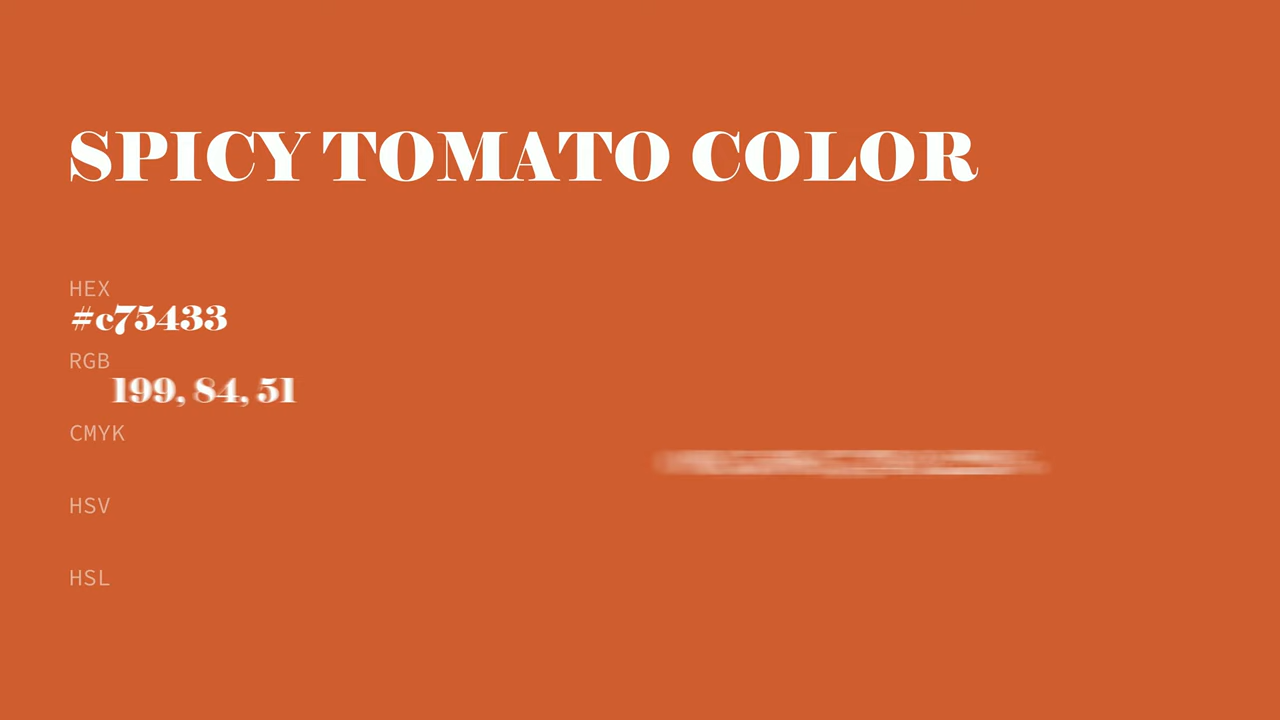 SPICY TOMATO COLOR
HEX
#c75433
RGB
199, 84, 51
CMYK
HSV
HSL